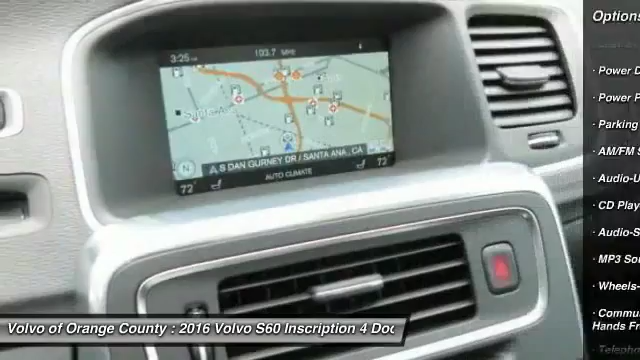 3:25
103.7 MHz
S DAN GURNEY DR / SANTA ANA, CA
N
72°
AUTO CLIMATE
72°
Volvo of Orange County : 2016 Volvo S60 Inscription 4 Doo
Options
· Power D
· Power P
· Parking
· AM/FM S
· Audio-U
· CD Play
· Audio-S
· MP3 Sou
· Wheels-
· Commu
Hands Fr
· Telepho